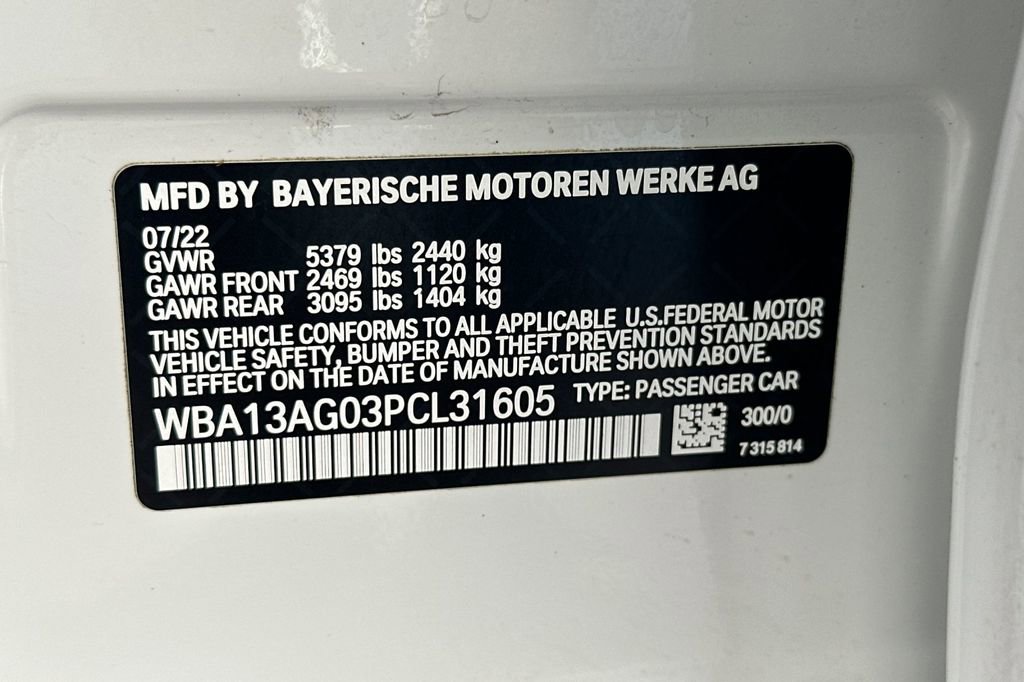 MFD BY BAYERISCHE MOTOREN WERKE AG
07/22
GVWR 5379 lbs 2440 kg
GAWR FRONT 2469 lbs 1120 kg
GAWR REAR 3095 lbs 1404 kg
THIS VEHICLE CONFORMS TO ALL APPLICABLE U.S.FEDERAL MOTOR
VEHICLE SAFETY, BUMPER AND THEFT PREVENTION STANDARDS
IN EFFECT ON THE DATE OF MANUFACTURE SHOWN ABOVE.
WBA13AG03PCL31605 TYPE: PASSENGER CAR
300/0
7 315 814